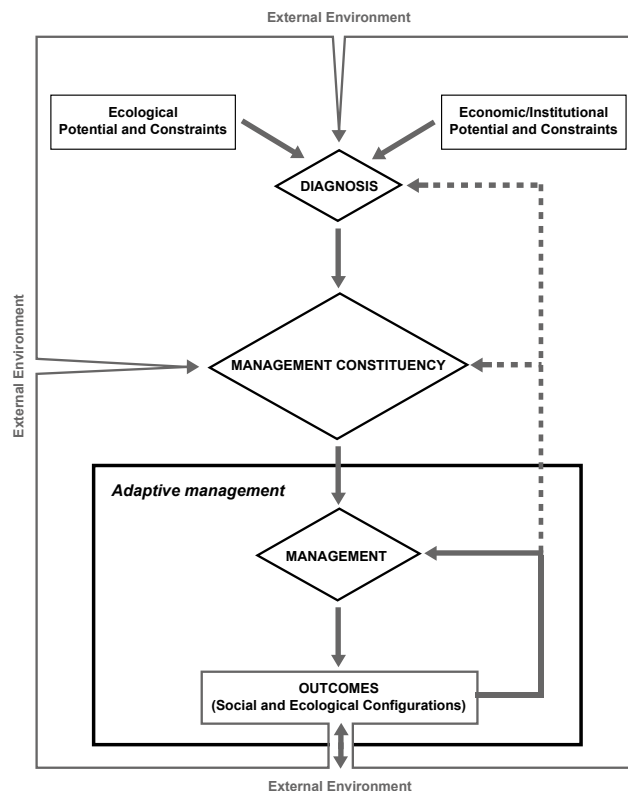 External Environment
Ecological
Potential and Constraints
Economic/Institutional
Potential and Constraints
DIAGNOSIS
External Environment
MANAGEMENT CONSTITUENCY
Adaptive management
MANAGEMENT
OUTCOMES
(Social and Ecological Configurations)
External Environment